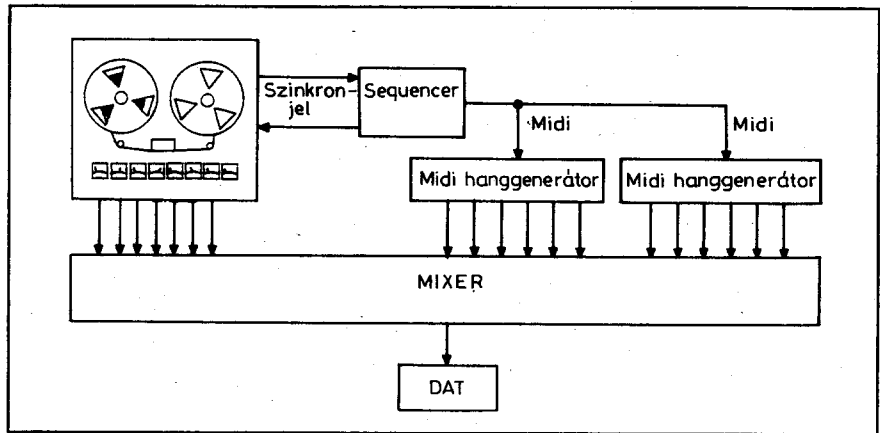 Szinkron-
jel
Sequencer
Midi
Midi
Midi hanggenerátor
Midi hanggenerátor
MIXER
DAT